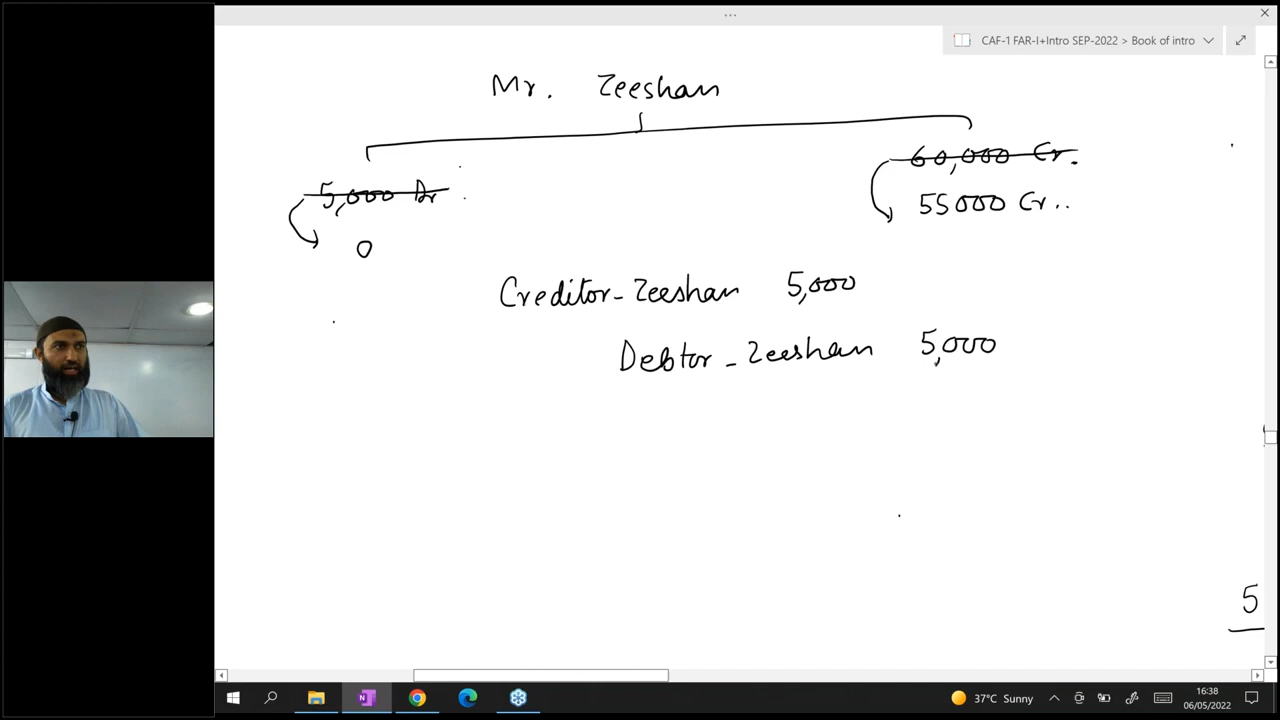 CAF-1 FAR-I+Intro SEP-2022 > Book of intro
Mr. Zeeshan
5,000 Dr
0
60,000 Cr.
55000 Cr..
Creditor-Zeeshan 5,000
Debtor-Zeeshan 5,000
5
37°C Sunny
16:38
06/05/2022